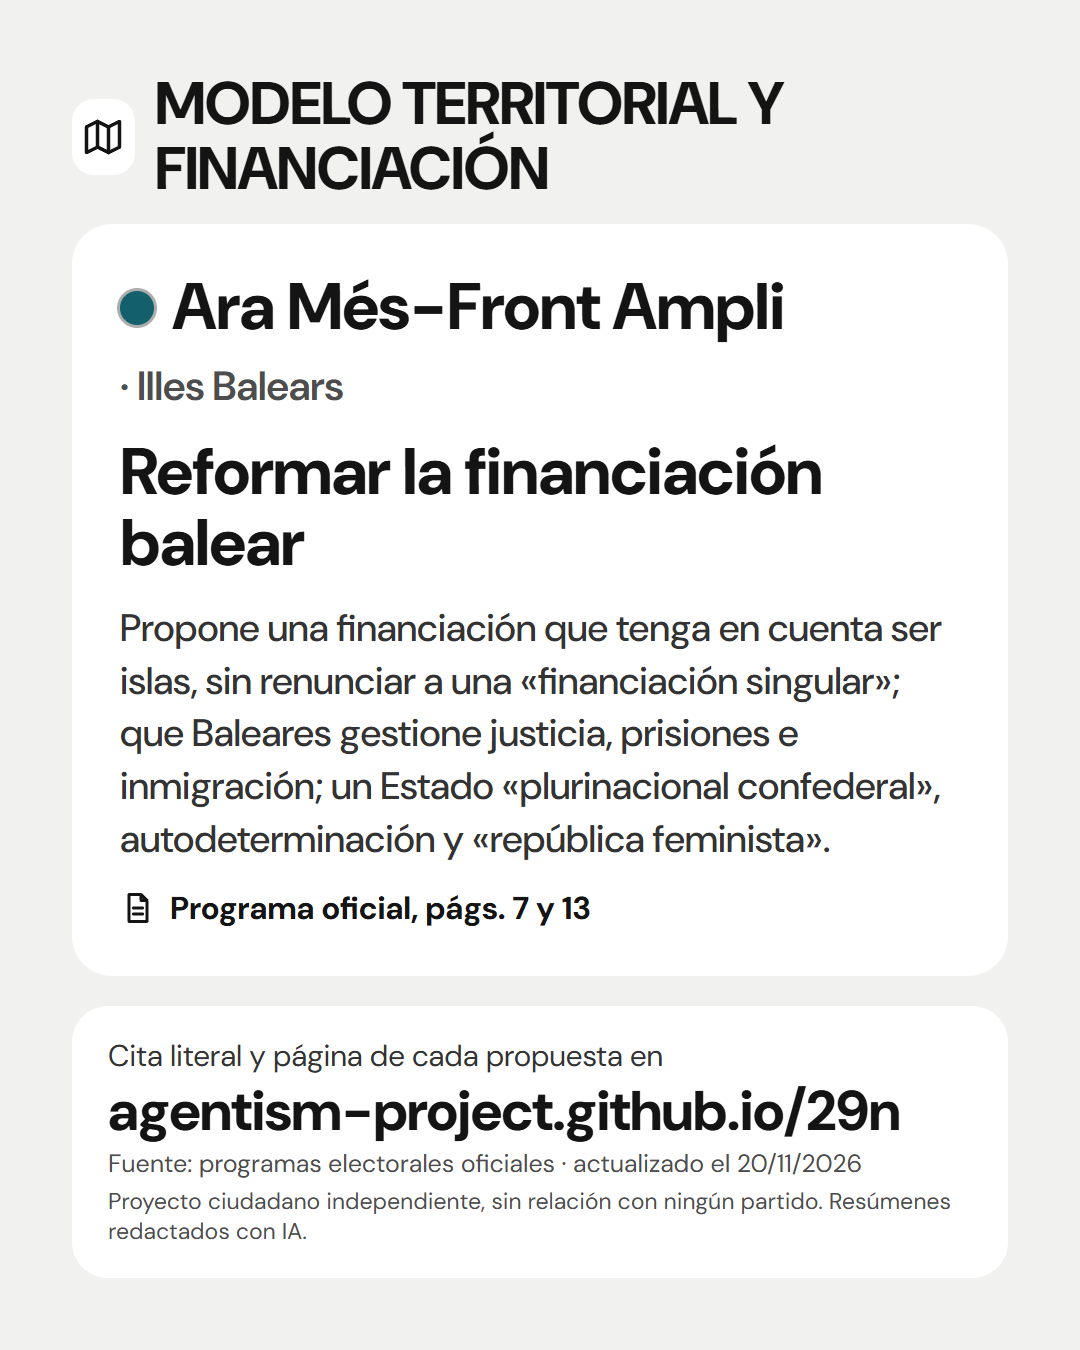 MODELO TERRITORIAL Y
FINANCIACIÓN
Ara Més–Front Ampli
· Illes Balears
Reformar la financiación
balear
Propone una financiación que tenga en cuenta ser
islas, sin renunciar a una «financiación singular»;
que Baleares gestione justicia, prisiones e
inmigración; un Estado «plurinacional confederal»,
autodeterminación y «república feminista».
Programa oficial, págs. 7 y 13
Cita literal y página de cada propuesta en
agentism-project.github.io/29n
Fuente: programas electorales oficiales · actualizado el 20/11/2026
Proyecto ciudadano independiente, sin relación con ningún partido. Resúmenes
redactados con IA.